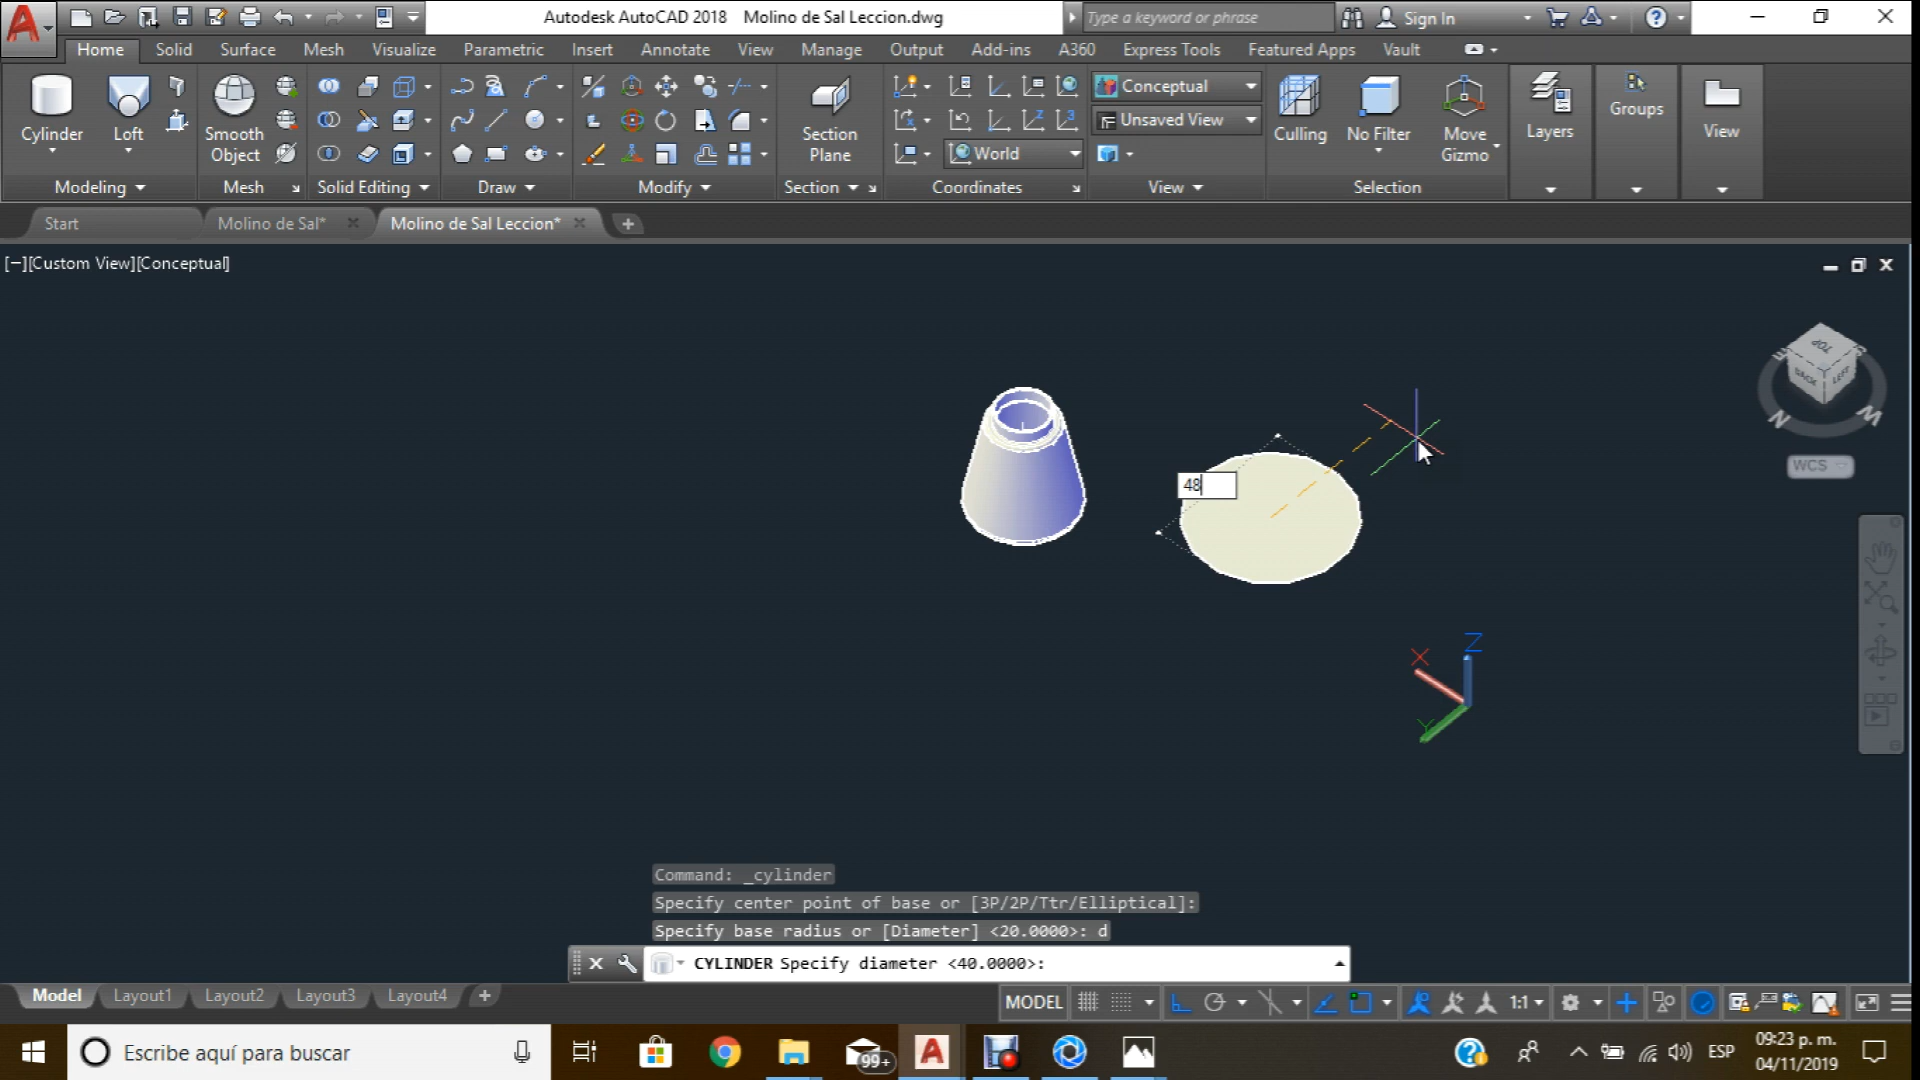 Autodesk AutoCAD 2018 Molino de Sal Leccion.dwg
Type a keyword or phrase
Sign In
Home Solid Surface Mesh Visualize Parametric Insert Annotate View Manage Output Add-ins A360 Express Tools Featured Apps Vault
Cylinder
Loft
Smooth
Object
Section
Plane
Conceptual
Unsaved View
World
Culling
No Filter
Move
Gizmo
Layers
Groups
View
Modeling
Mesh
Solid Editing
Draw
Modify
Section
Coordinates
View
Selection
Start
Molino de Sal*
Molino de Sal Leccion*
[−][Custom View][Conceptual]
TOP
BACK
LEFT
N
W
WCS
48
X
Y
Z
Command: _cylinder
Specify center point of base or [3P/2P/Ttr/Elliptical]:
Specify base radius or [Diameter] <20.0000>: d
CYLINDER Specify diameter <40.0000>:
Model Layout1 Layout2 Layout3 Layout4
MODEL
1:1
Escribe aquí para buscar
99+
ESP
09:23 p. m.
04/11/2019